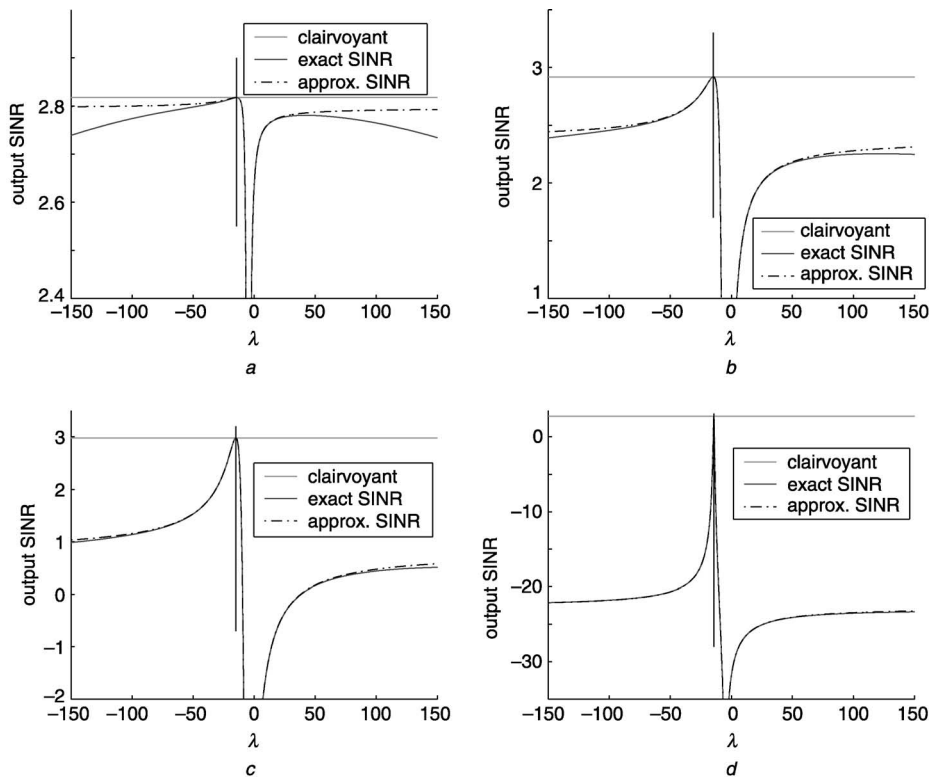 clairvoyant
exact SINR
approx. SINR
output SINR
2.8
2.6
2.4
–150 –100 –50 0 50 100 150
λ
a
clairvoyant
exact SINR
approx. SINR
output SINR
3
2
1
–150 –100 –50 0 50 100 150
λ
b
clairvoyant
exact SINR
approx. SINR
output SINR
3
2
1
0
–1
–2
–150 –100 –50 0 50 100 150
λ
c
clairvoyant
exact SINR
approx. SINR
output SINR
0
–10
–20
–30
–150 –100 –50 0 50 100 150
λ
d